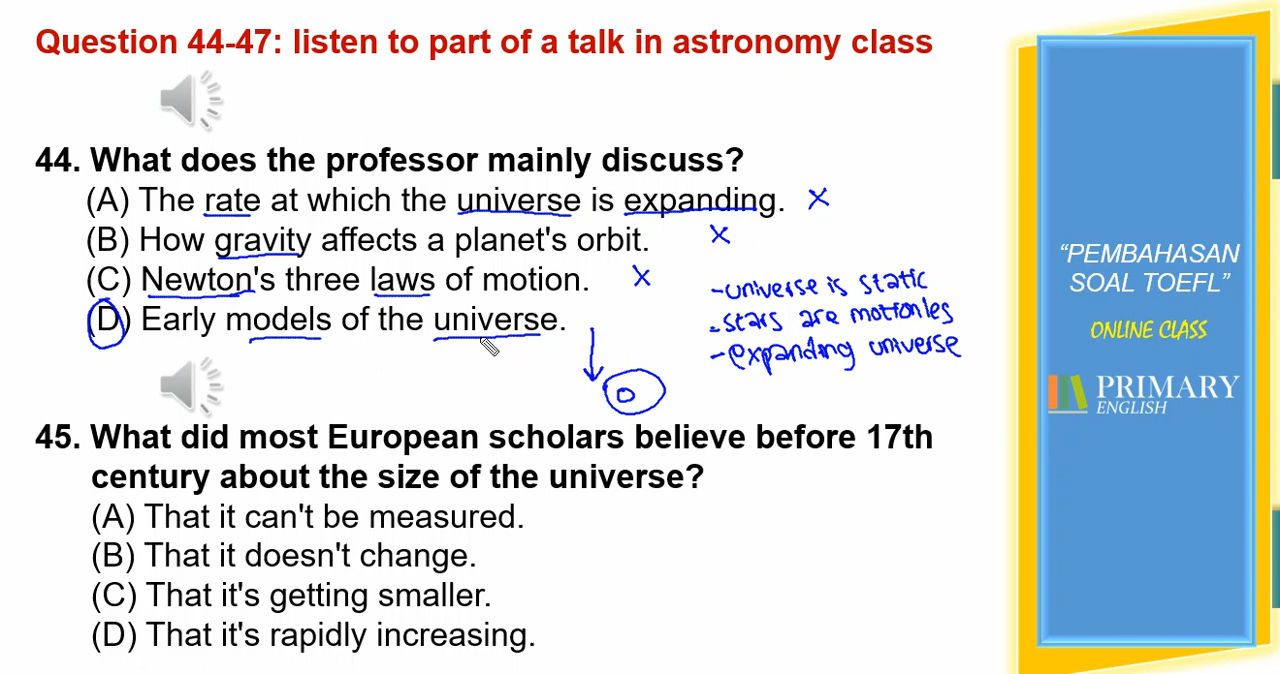 Question 44-47: listen to part of a talk in astronomy class
44. What does the professor mainly discuss?
(A) The rate at which the universe is expanding. x
(B) How gravity affects a planet's orbit. x
(C) Newton's three laws of motion. x
(D) Early models of the universe.
-universe is static
-stars are motionles
-expanding universe
45. What did most European scholars believe before 17th
century about the size of the universe?
(A) That it can't be measured.
(B) That it doesn't change.
(C) That it's getting smaller.
(D) That it's rapidly increasing.
“PEMBAHASAN
SOAL TOEFL”
ONLINE CLASS
PRIMARY
ENGLISH